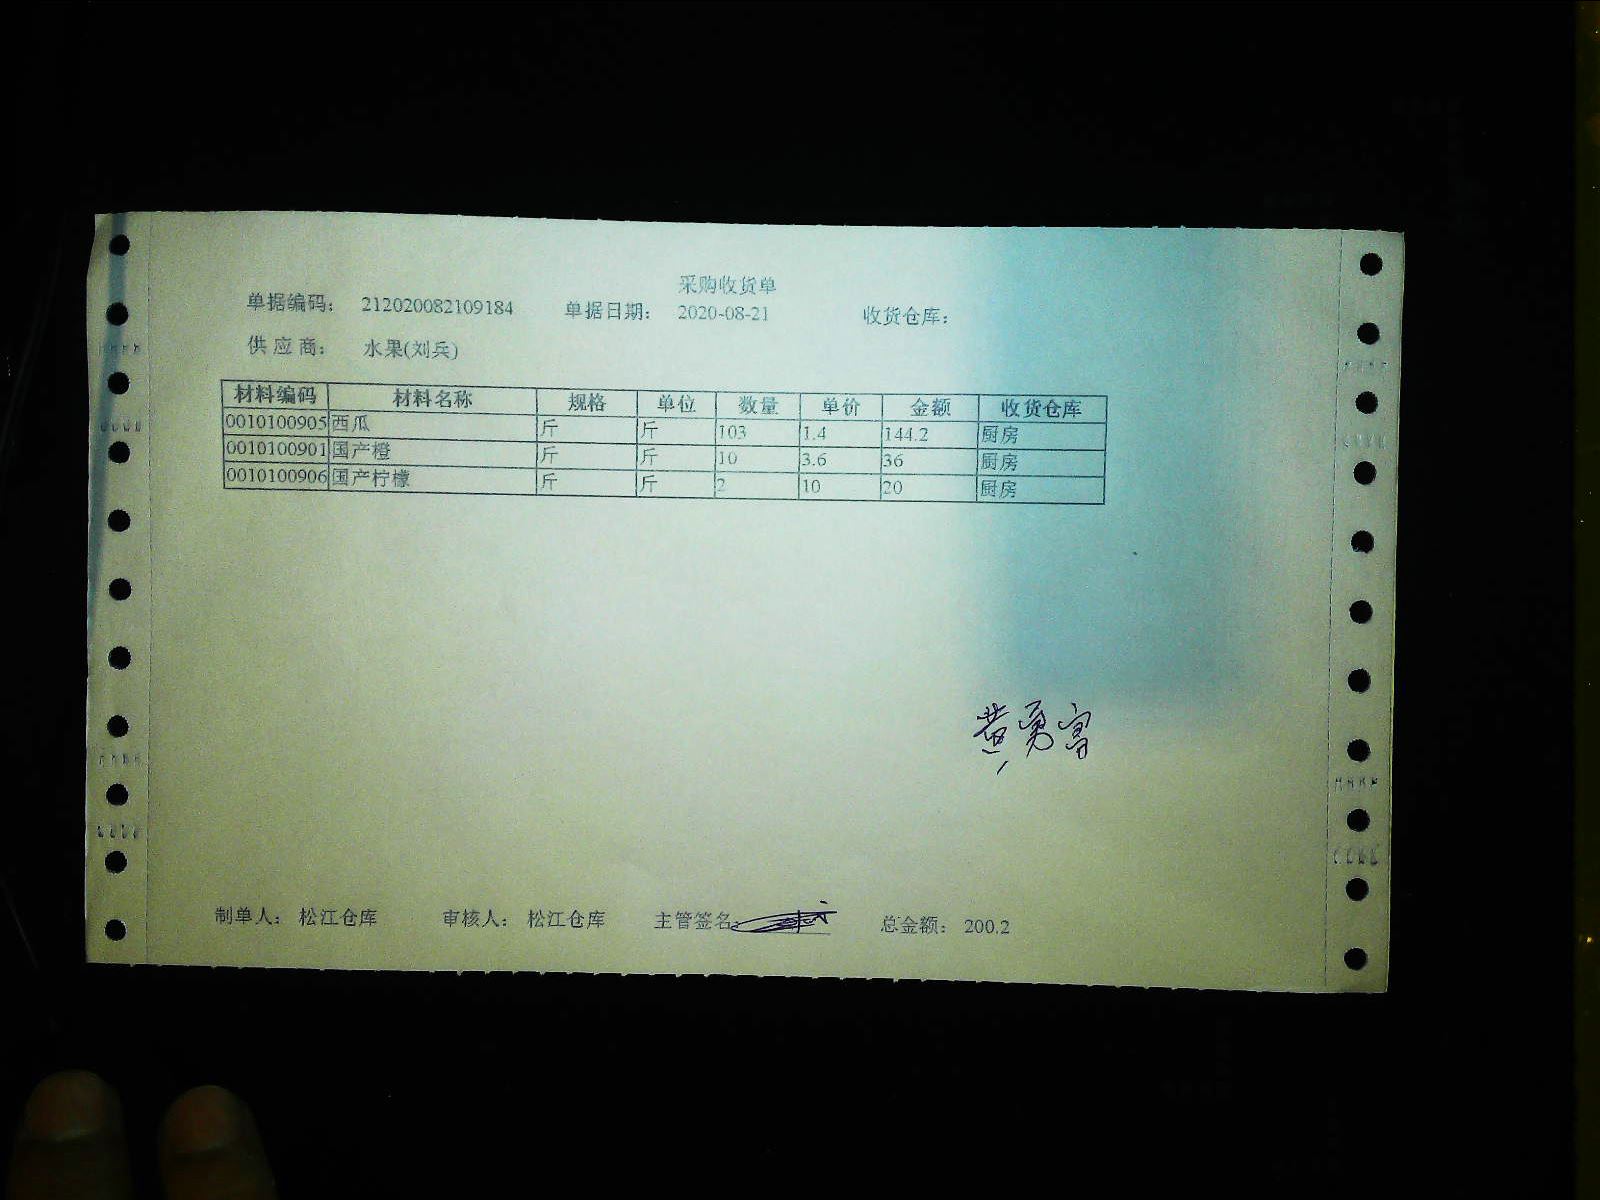 采购收货单
单据编码： 212020082109184 单据日期： 2020-08-21 收货仓库：
供应商： 水果(刘兵)
材料编码 材料名称 规格 单位 数量 单价 金额 收货仓库
0010100905 西瓜 斤 斤 103 1.4 144.2 厨房
0010100901 国产橙 斤 斤 10 3.6 36 厨房
0010100906 国产柠檬 斤 斤 2 10 20 厨房
黄勇富
制单人： 松江仓库 审核人： 松江仓库 主管签名： 总金额： 200.2